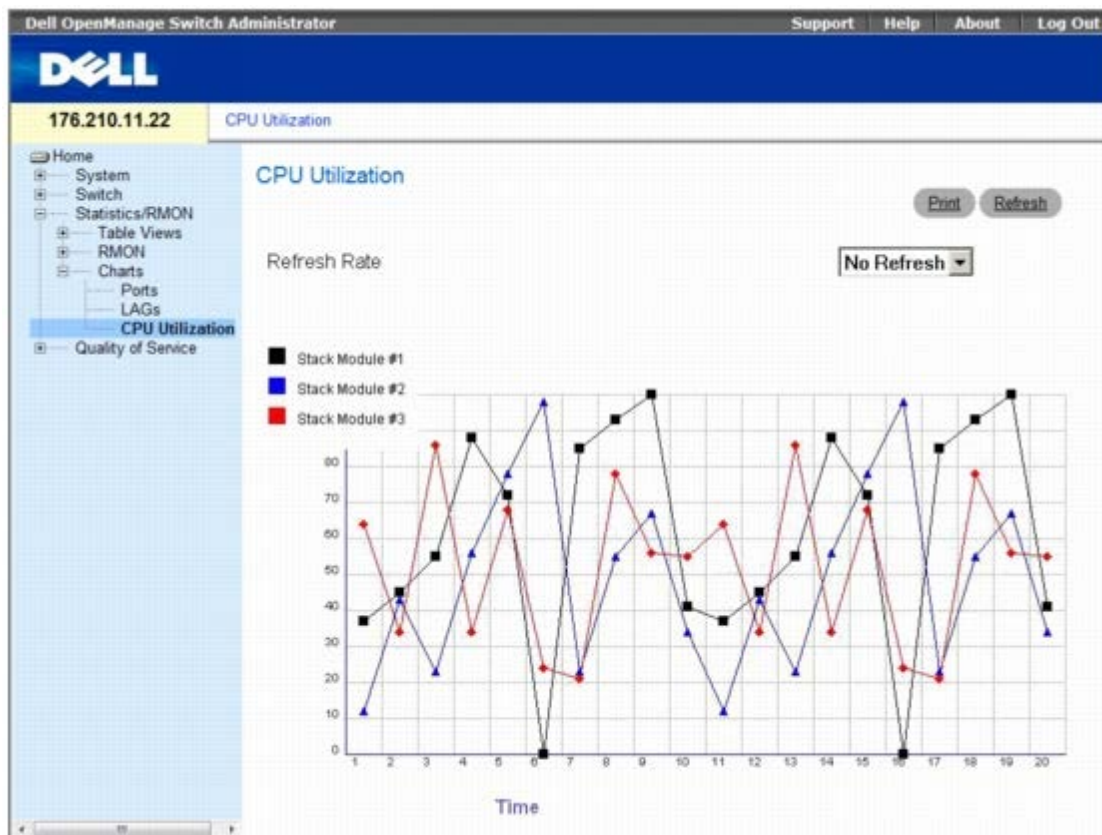 Dell OpenManage Switch Administrator Support Help About Log Out
DELL
176.210.11.22 CPU Utilization
Home
System
Switch
Statistics/RMON
Table Views
RMON
Charts
Ports
LAGs
CPU Utilization
Quality of Service
CPU Utilization
Print Refresh
Refresh Rate No Refresh
Stack Module #1
Stack Module #2
Stack Module #3
80
70
60
50
40
30
20
10
0
1 2 3 4 5 6 7 8 9 10 11 12 13 14 15 16 17 18 19 20
Time